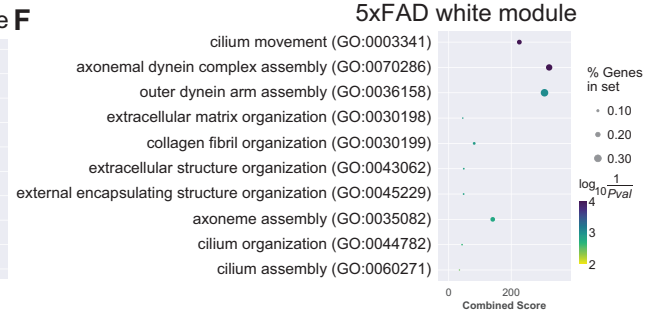 e F
5xFAD white module
cilium movement (GO:0003341)
axonemal dynein complex assembly (GO:0070286)
outer dynein arm assembly (GO:0036158)
extracellular matrix organization (GO:0030198)
collagen fibril organization (GO:0030199)
extracellular structure organization (GO:0043062)
external encapsulating structure organization (GO:0045229)
axoneme assembly (GO:0035082)
cilium organization (GO:0044782)
cilium assembly (GO:0060271)
0 200
Combined Score
% Genes
in set
0.10
0.20
0.30
log10 1/Pval
4
3
2